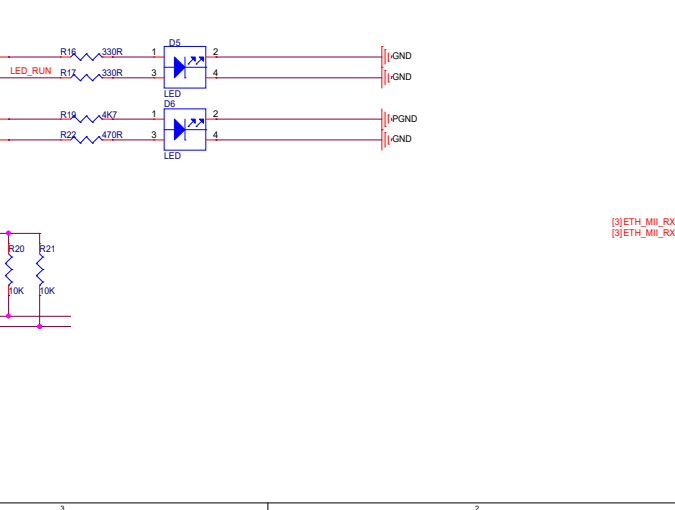 D5
R16 330R 1 2 GND
LED_RUN R17 330R 3 4 GND
LED
D6
R19 4K7 1 2 PGND
R22 470R 3 4 GND
LED
[3] ETH_MII_RX
[3] ETH_MII_RX
R20 R21
10K 10K
3 2